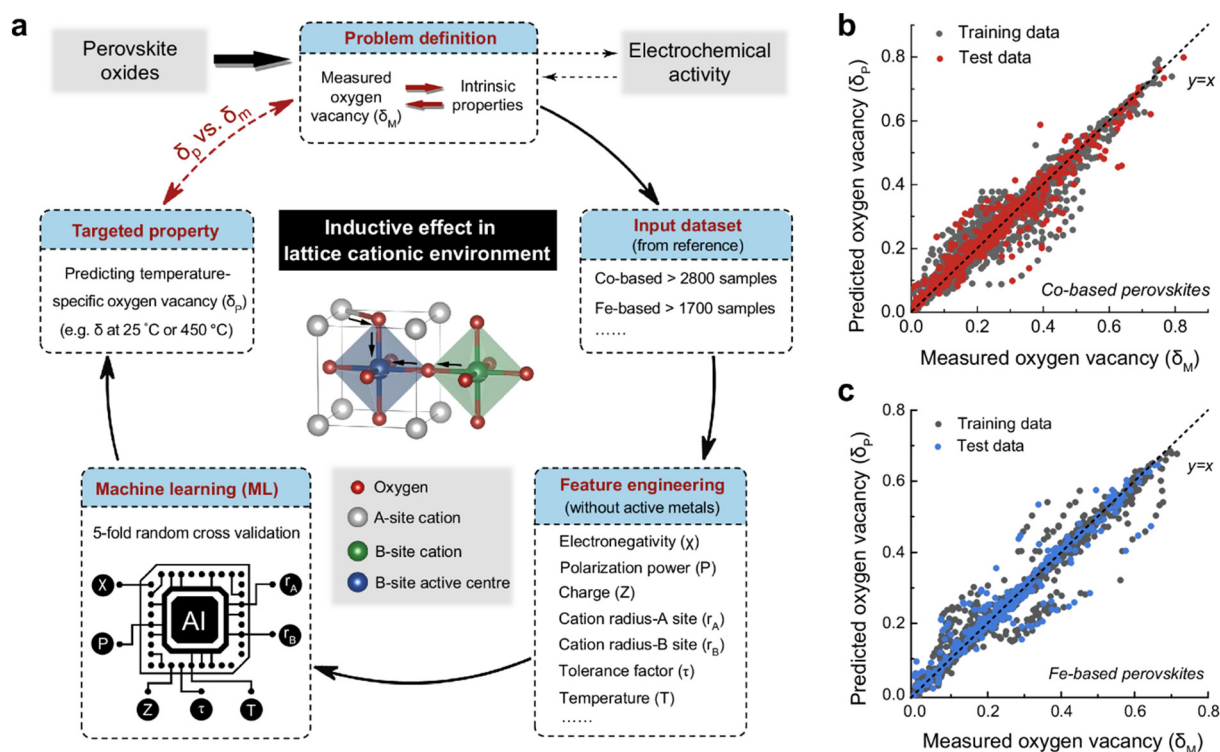 a
Perovskite
oxides
Problem definition
Measured
oxygen
vacancy (δM)
Intrinsic
properties
Electrochemical
activity
δp vs. δm
Targeted property
Predicting temperature-
specific oxygen vacancy (δP)
(e.g. δ at 25 °C or 450 °C)
Inductive effect in
lattice cationic environment
Input dataset
(from reference)
Co-based > 2800 samples
Fe-based > 1700 samples
......
Machine learning (ML)
5-fold random cross validation
X
P
Z
τ
T
rA
rB
AI
Oxygen
A-site cation
B-site cation
B-site active centre
Feature engineering
(without active metals)
Electronegativity (χ)
Polarization power (P)
Charge (Z)
Cation radius-A site (rA)
Cation radius-B site (rB)
Tolerance factor (τ)
Temperature (T)
......
b
Predicted oxygen vacancy (δP)
0.8
0.6
0.4
0.2
0.0
Training data
Test data
y=x
Co-based perovskites
0.0 0.2 0.4 0.6 0.8
Measured oxygen vacancy (δM)
c
Predicted oxygen vacancy (δP)
0.8
0.6
0.4
0.2
0.0
Training data
Test data
y=x
Fe-based perovskites
0.0 0.2 0.4 0.6 0.8
Measured oxygen vacancy (δM)